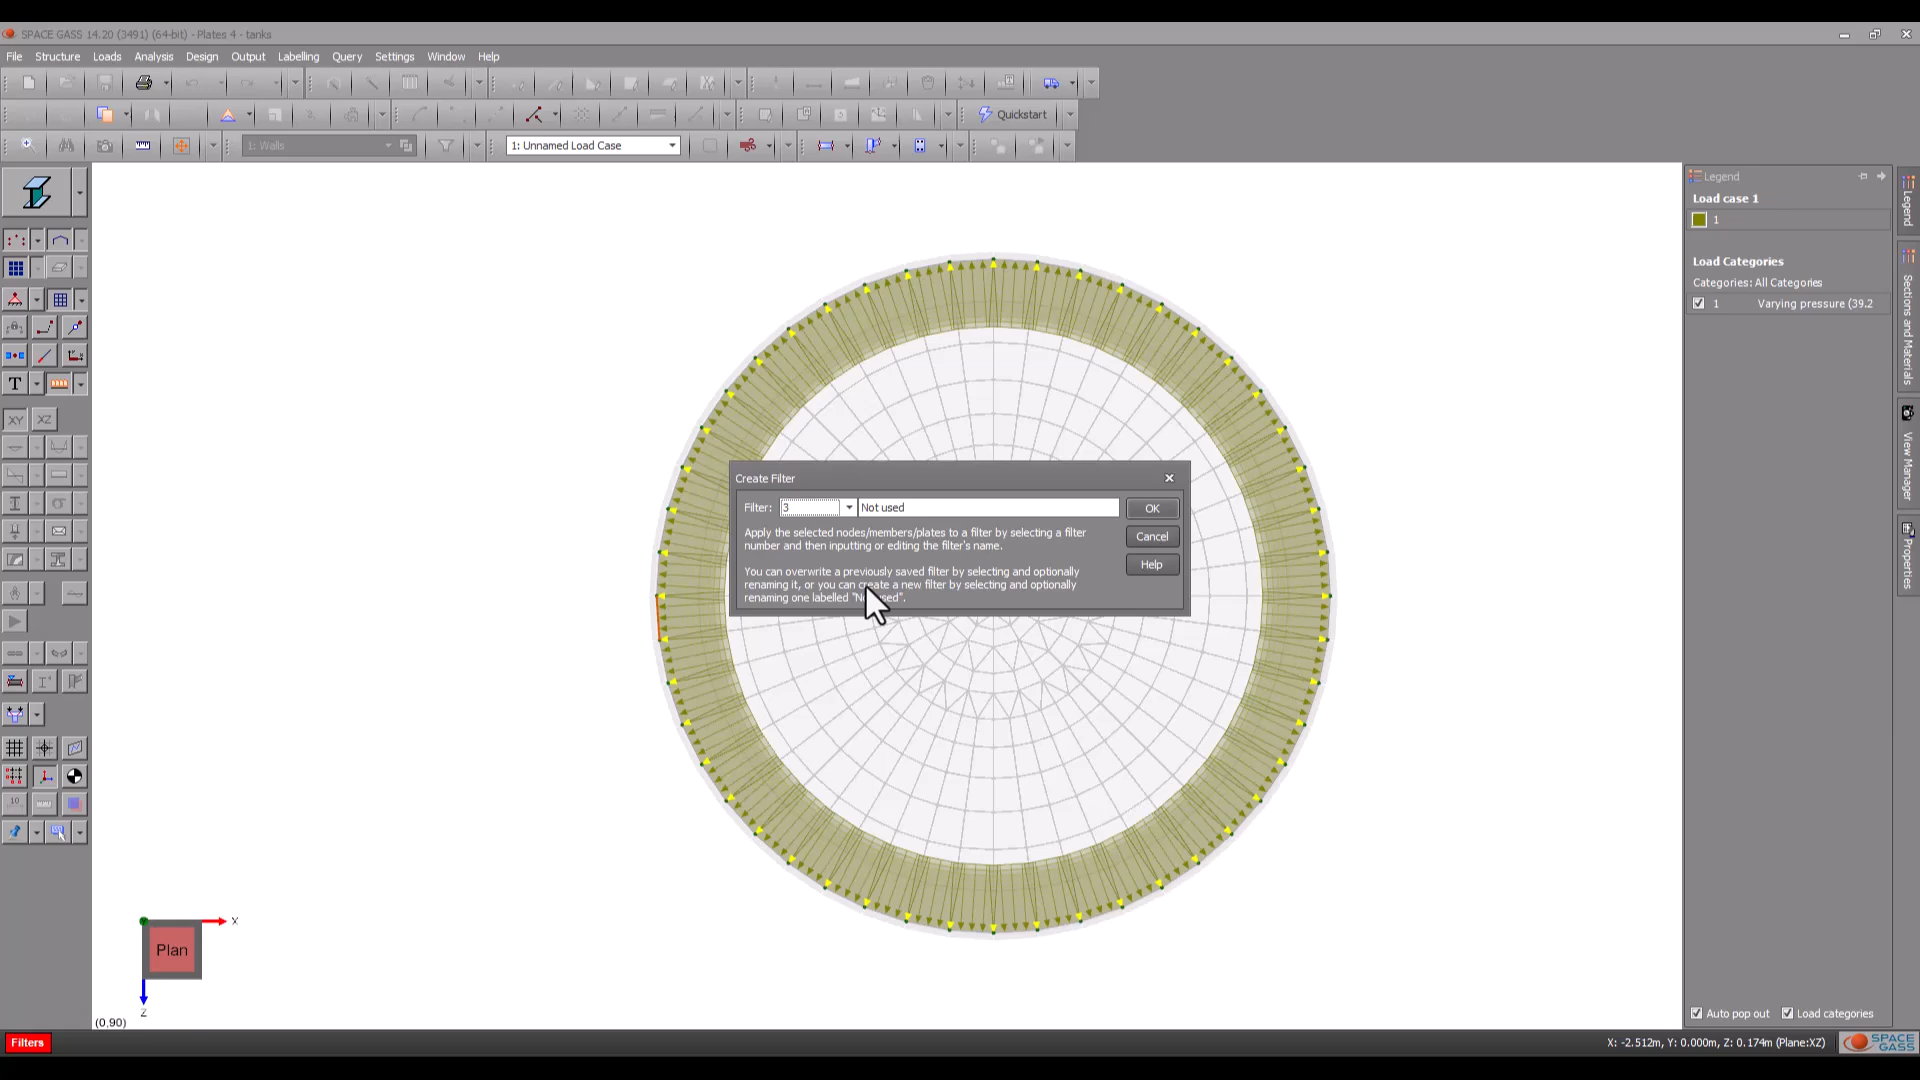 SPACE GASS 14.20 (3491) (64-bit) - Plates 4 - tanks
File Structure Loads Analysis Design Output Labelling Query Settings Window Help
Quickstart
1: Walls
1: Unnamed Load Case
Legend
Load case 1
1
Load Categories
Categories: All Categories
1 Varying pressure (39.2
Legend
Sections and Materials
View Manager
Properties
T
XY XZ
10
Create Filter
Filter: 3 Not used OK
Apply the selected nodes/members/plates to a filter by selecting a filter
number and then inputting or editing the filter's name.
Cancel
You can overwrite a previously saved filter by selecting and optionally
renaming it, or you can create a new filter by selecting and optionally
renaming one labelled "Not used".
Help
X
Plan
Z
(0,90)
Auto pop out Load categories
Filters
X: -2.512m, Y: 0.000m, Z: 0.174m (Plane:XZ)
SPACE
GASS